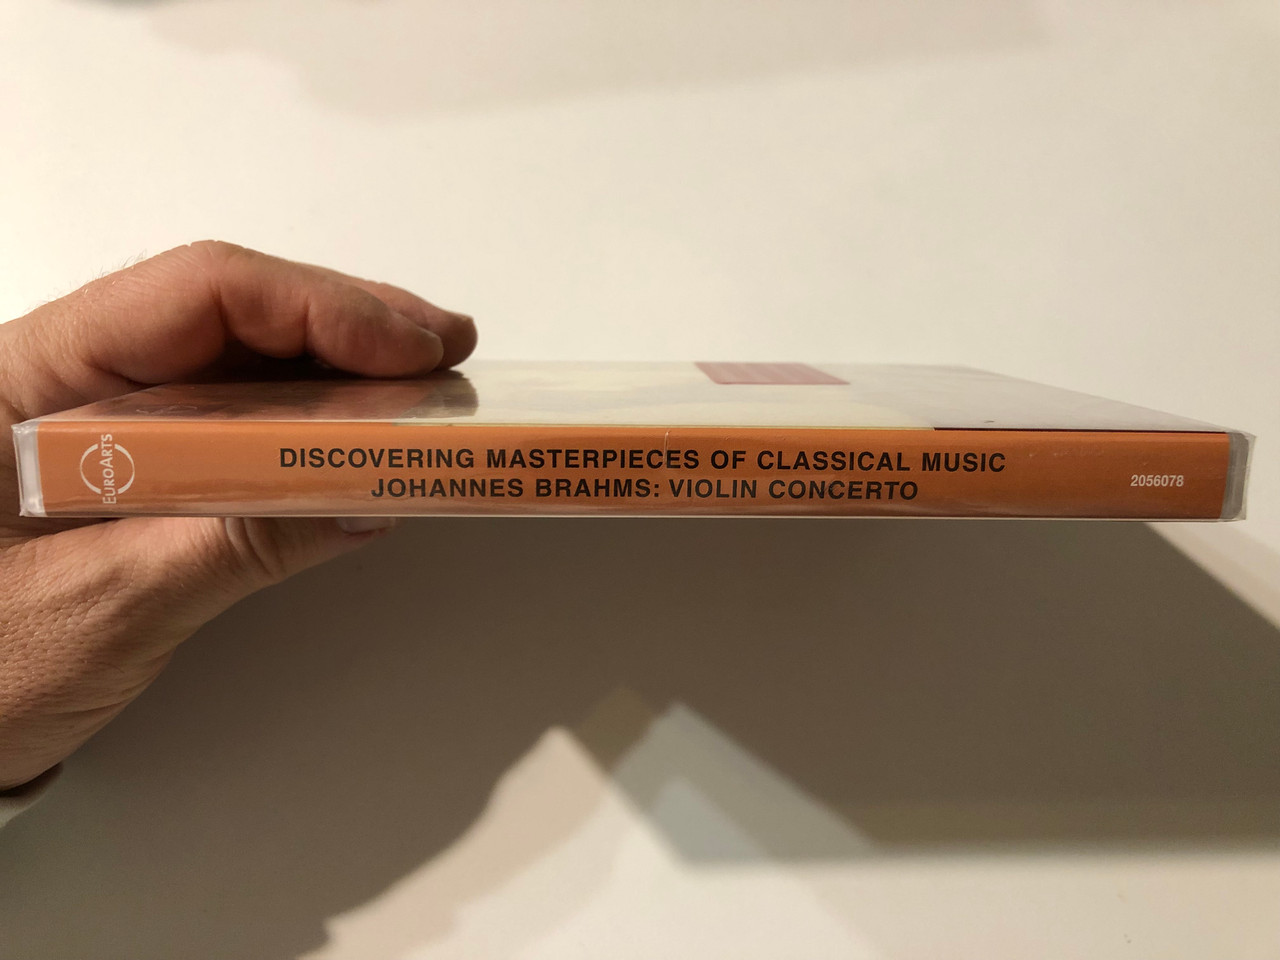 EUROARTS
DISCOVERING MASTERPIECES OF CLASSICAL MUSIC
JOHANNES BRAHMS: VIOLIN CONCERTO
2056078